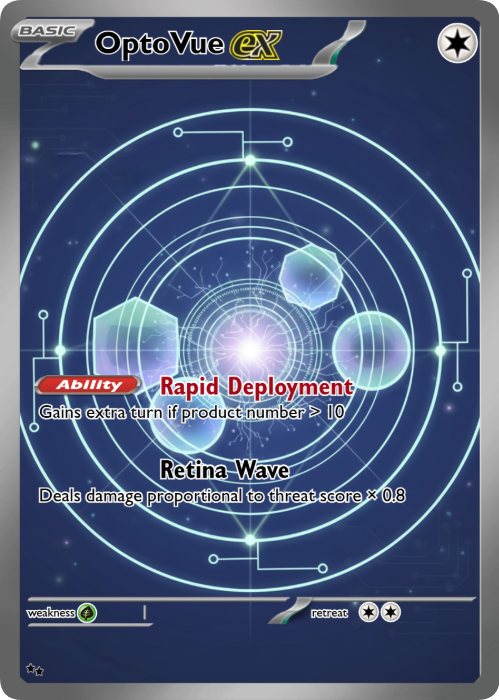 BASIC
OptoVue ex
Ability Rapid Deployment
Gains extra turn if product number > 10
Retina Wave
Deals damage proportional to threat score × 0.8
weakness
retreat